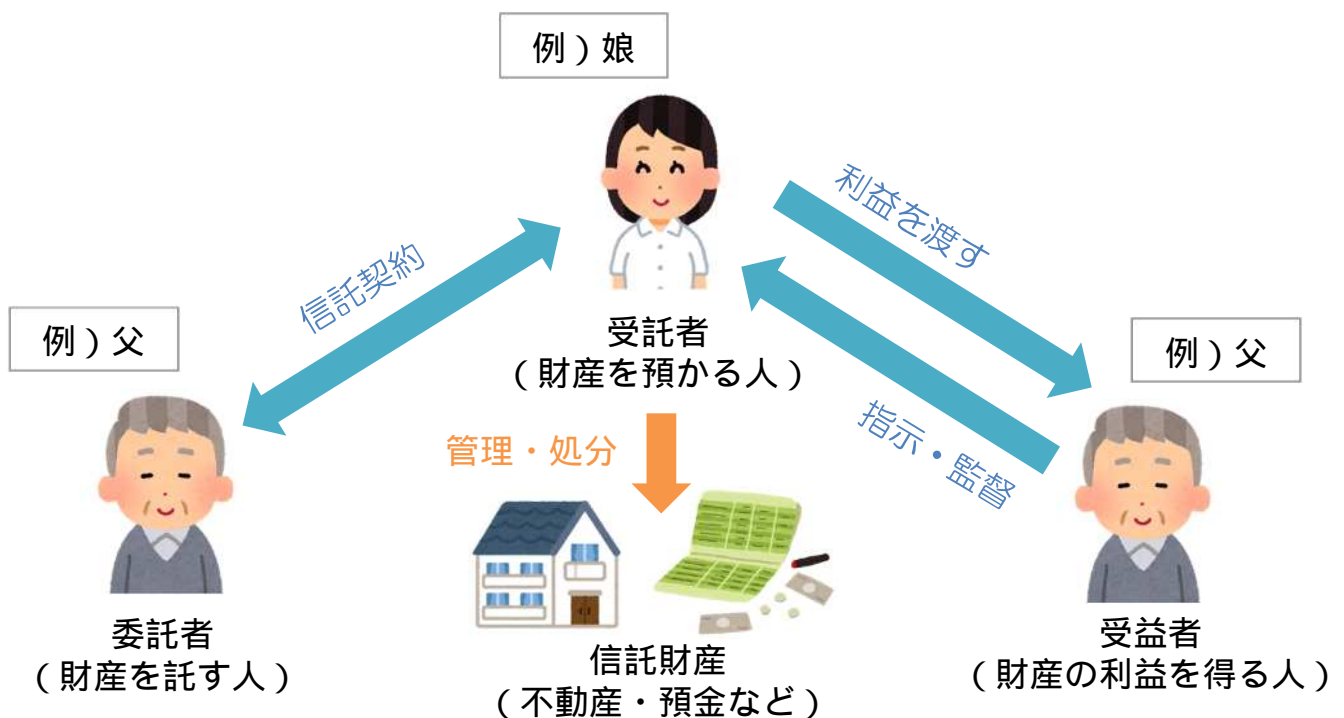 例）娘
利益を渡す
信託契約
例）父
受託者
（財産を預かる人）
例）父
指示・監督
管理・処分
委託者
（財産を託す人）
信託財産
（不動産・預金など）
受益者
（財産の利益を得る人）